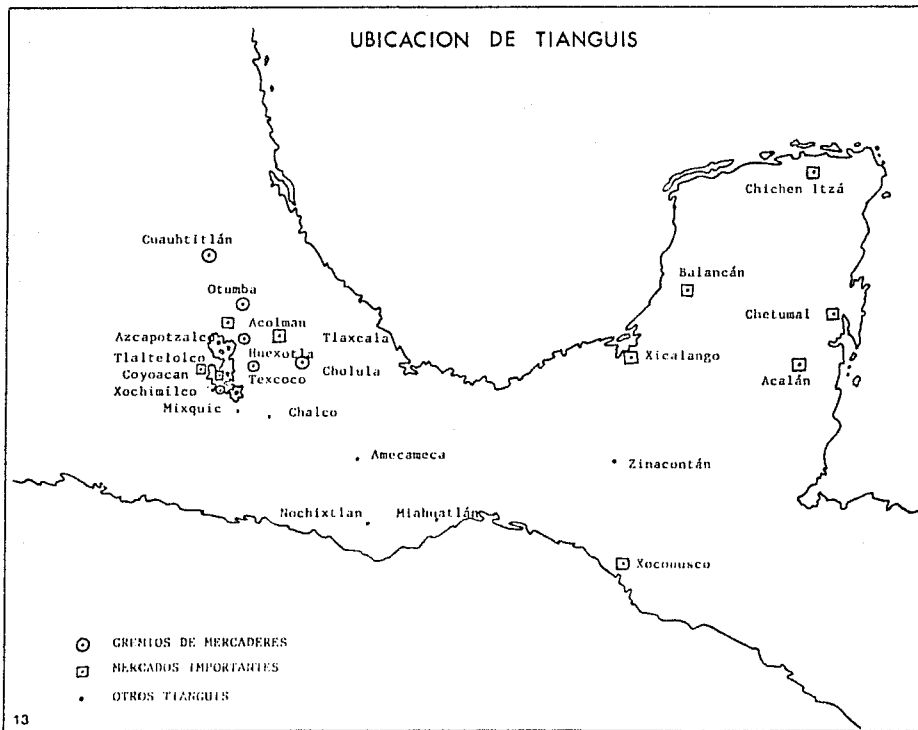 UBICACION DE TIANGUIS
Chichen Itzá
Cuauhtitlán
Balancán
Otumba
Chetumal
Acolman
Azcapotzalco
Tlaxcala
Huexotla
Tlaltelolco
Xicalango
Cholula
Coyoacan
Texcoco
Acalán
Xochimilco
Mixquic
Chalco
Amecameca
Zinacontán
Nochixtlan
Miahuatlán
Xoconusco
GREMIOS DE MERCADERES
MERCADOS IMPORTANTES
OTROS TIANGUIS
13